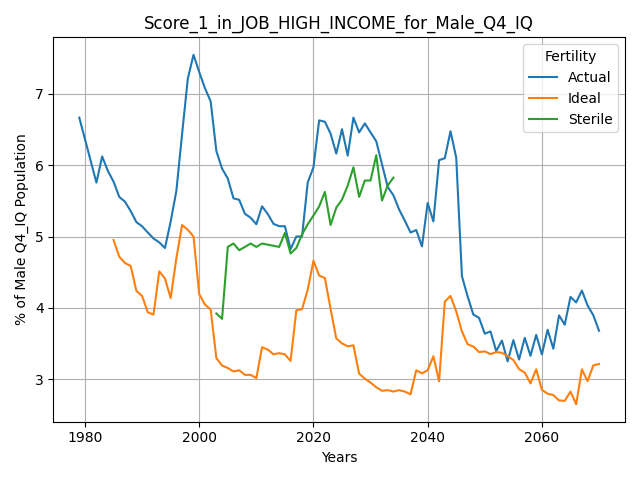 Score_1_in_JOB_HIGH_INCOME_for_Male_Q4_IQ
Fertility
Actual
Ideal
Sterile
% of Male Q4_IQ Population
7
6
5
4
3
1980 2000 2020 2040 2060
Years